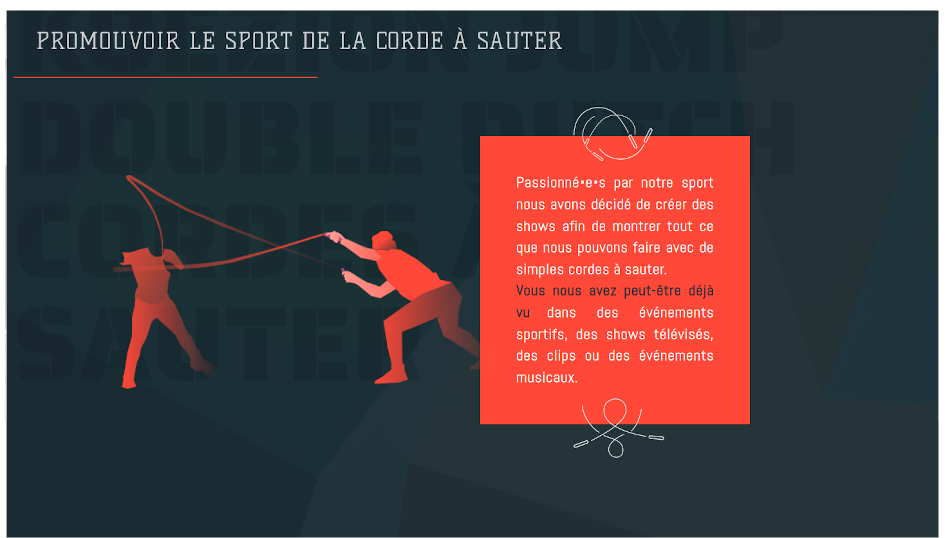 PROMOUVOIR LE SPORT DE LA CORDE À SAUTER
JUMP
DOUBLE DUTCH
CORDES À
SAUTER
Passionné•e•s par notre sport
nous avons décidé de créer des
shows afin de montrer tout ce
que nous pouvons faire avec de
simples cordes à sauter.
Vous nous avez peut-être déjà
vu dans des événements
sportifs, des shows télévisés,
des clips ou des événements
musicaux.